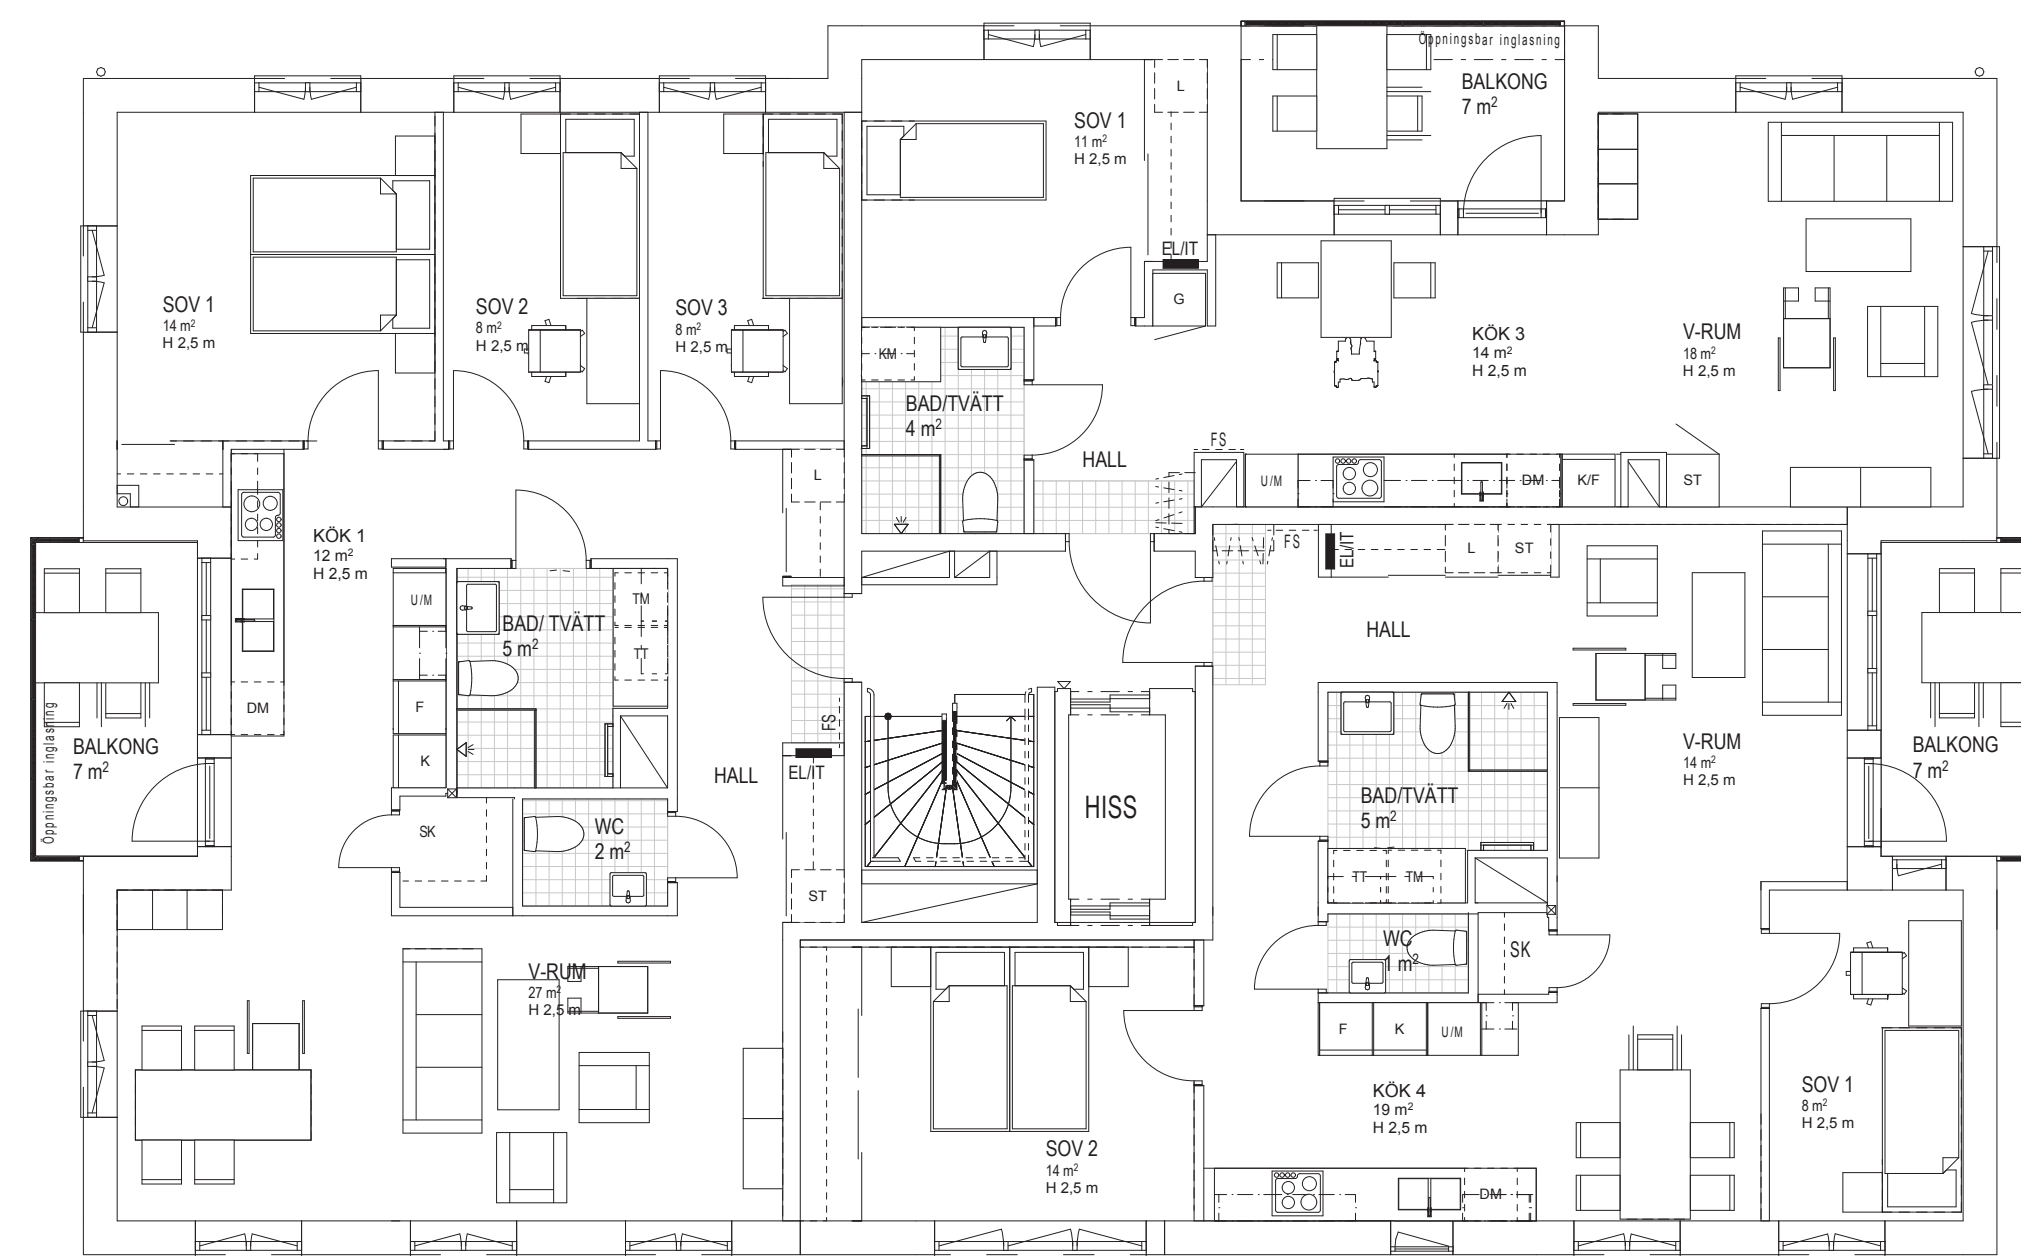 Öppningsbar inglasning
BALKONG
7 m²
SOV 1
11 m²
H 2,5 m
L
EL/IT
G
SOV 1
14 m²
H 2,5 m
SOV 2
8 m²
H 2,5 m
SOV 3
8 m²
H 2,5 m
KM
BAD/TVÄTT
4 m²
HALL
KÖK 3
14 m²
H 2,5 m
V-RUM
18 m²
H 2,5 m
FS
U/M
DM
K/F
ST
L
KÖK 1
12 m²
H 2,5 m
U/M
F
K
DM
BAD/ TVÄTT
5 m²
TM
TT
FS
EL/IT
HALL
ST
BALKONG
7 m²
Öppningsbar inglasning
SK
WC
2 m²
HISS
FS
EL/IT
L
ST
HALL
V-RUM
14 m²
H 2,5 m
BALKONG
7 m²
BAD/TVÄTT
5 m²
TT
TM
WC
1 m²
SK
F
K
U/M
V-RUM
27 m²
H 2,5 m
SOV 2
14 m²
H 2,5 m
KÖK 4
19 m²
H 2,5 m
DM
SOV 1
8 m²
H 2,5 m